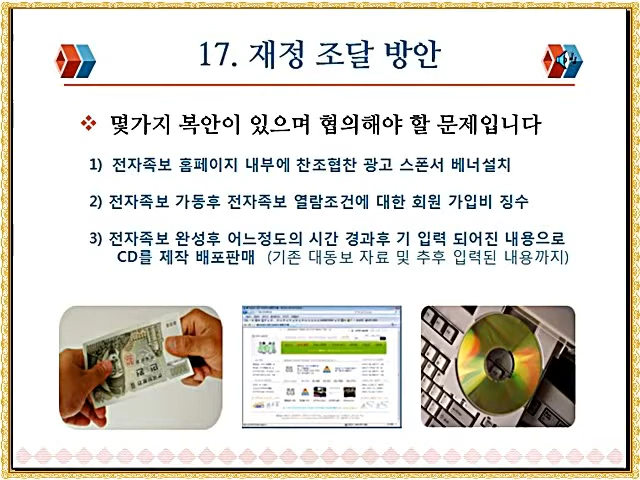 17. 재정 조달 방안
❖ 몇가지 복안이 있으며 협의해야 할 문제입니다
1) 전자족보 홈페이지 내부에 찬조협찬 광고 스폰서 베너설치
2) 전자족보 가동후 전자족보 열람조건에 대한 회원 가입비 징수
3) 전자족보 완성후 어느정도의 시간 경과후 기 입력 되어진 내용으로
CD를 제작 배포판매 (기존 대동보 자료 및 추후 입력된 내용까지)